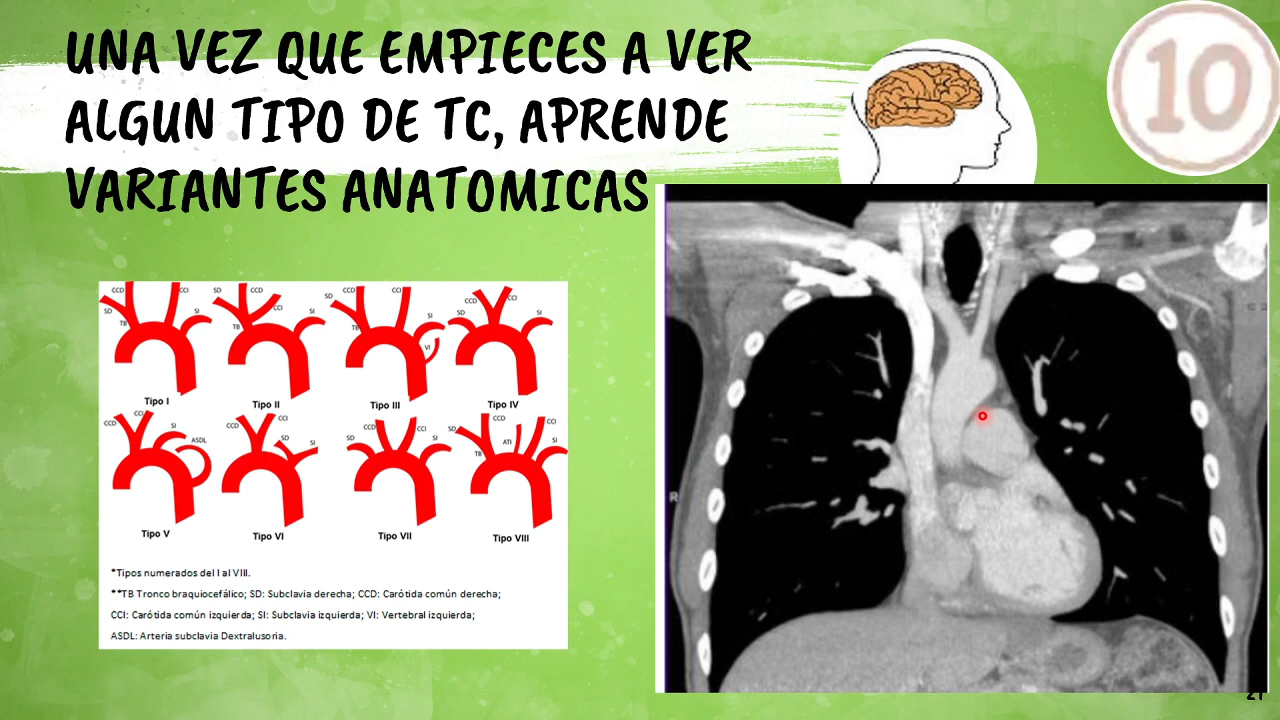 UNA VEZ QUE EMPIECES A VER
ALGUN TIPO DE TC, APRENDE
VARIANTES ANATOMICAS
10
CCD CCI SD SI TB
Tipo I
SD CCD CCI SI TB
Tipo II
SD CCI SI TB VI
Tipo III
CCD CCI SD SI
Tipo IV
CCD CCI SI ASDL
Tipo V
CCD CCI SD SI
Tipo VI
SD CCD CCI SI
Tipo VII
SD CCD CCI SI ATI TB
Tipo VIII
*Tipos numerados del I al VIII.
**TB Tronco braquiocefálico; SD: Subclavia derecha; CCD: Carótida común derecha;
CCI: Carótida común izquierda; SI: Subclavia izquierda; VI: Vertebral izquierda;
ASDL: Arteria subclavia Dextralusoria.
R